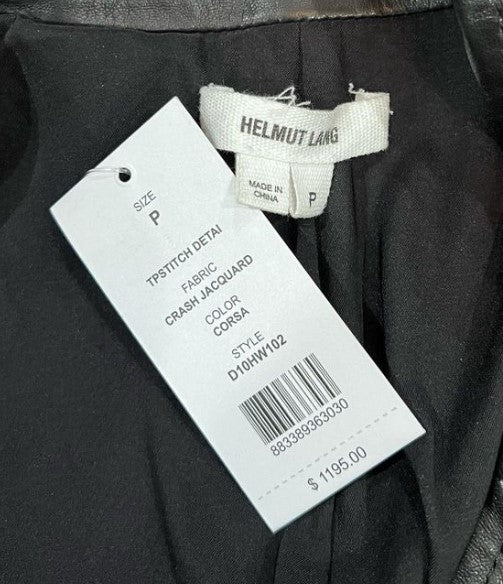 HELMUT LANG
MADE IN
CHINA
P
SIZE
P
TPSTITCH DETAI
FABRIC
CRASH JACQUARD
COLOR
CORSA
STYLE
D10HW102
883389363030
$ 1195.00